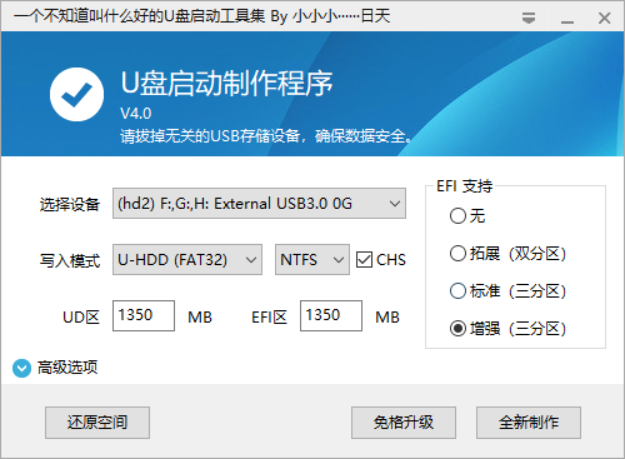 一个不知道叫什么好的U盘启动工具集 By 小小小······日天
U盘启动制作程序
V4.0
请拔掉无关的USB存储设备，确保数据安全。
选择设备 (hd2) F:,G:,H: External USB3.0 0G
写入模式 U-HDD (FAT32) NTFS CHS
UD区 1350 MB EFI区 1350 MB
EFI 支持
无
拓展（双分区）
标准（三分区）
增强（三分区）
高级选项
还原空间 免格升级 全新制作